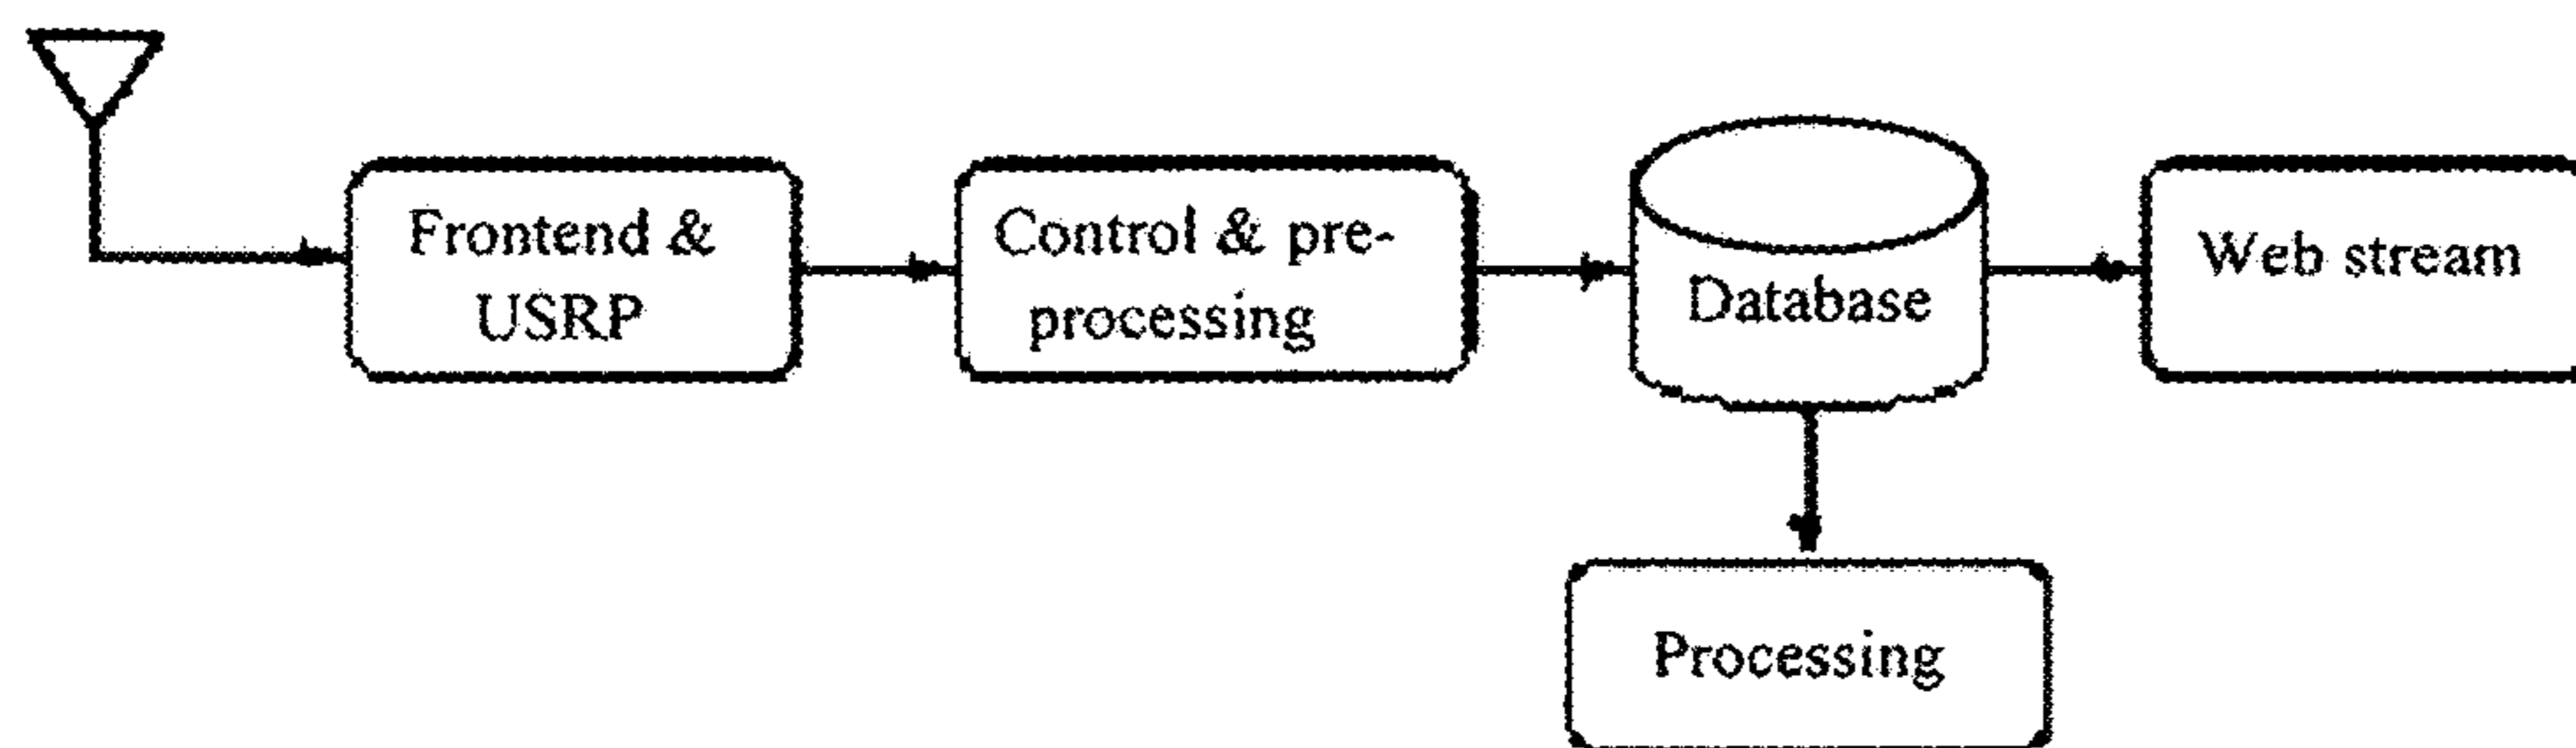 Frontend &
USRP
Control & pre-
processing
Database
Web stream
Processing